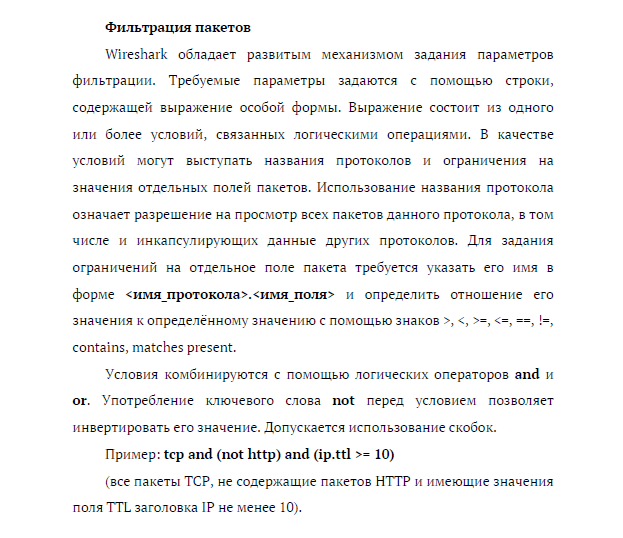 Фильтрация пакетов
Wireshark обладает развитым механизмом задания параметров
фильтрации. Требуемые параметры задаются с помощью строки,
содержащей выражение особой формы. Выражение состоит из одного
или более условий, связанных логическими операциями. В качестве
условий могут выступать названия протоколов и ограничения на
значения отдельных полей пакетов. Использование названия протокола
означает разрешение на просмотр всех пакетов данного протокола, в том
числе и инкапсулирующих данные других протоколов. Для задания
ограничений на отдельное поле пакета требуется указать его имя в
форме <имя_протокола>.<имя_поля> и определить отношение его
значения к определённому значению с помощью знаков >, <, >=, <=, ==, !=,
contains, matches present.
Условия комбинируются с помощью логических операторов and и
or. Употребление ключевого слова not перед условием позволяет
инвертировать его значение. Допускается использование скобок.
Пример: tcp and (not http) and (ip.ttl >= 10)
(все пакеты TCP, не содержащие пакетов HTTP и имеющие значения
поля TTL заголовка IP не менее 10).